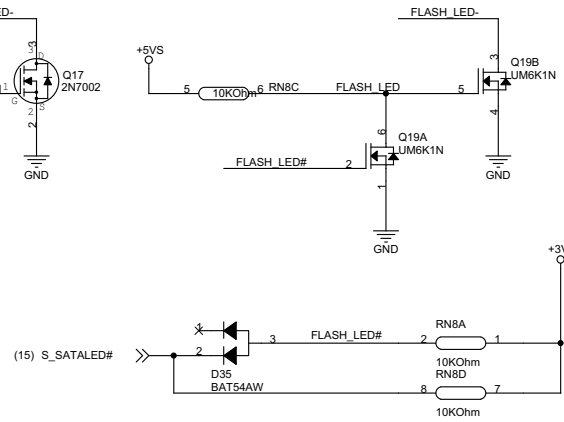 FLASH_LED-
3
3 D
Q17
2N7002
1
G
S
2
2
GND
+5VS
5
10KOhm
6
RN8C
FLASH_LED
5
3
Q19B
UM6K1N
4
GND
6
Q19A
UM6K1N
FLASH_LED#
2
1
GND
1
2
3
FLASH_LED#
D35
BAT54AW
(15) S_SATALED#
RN8A
2
1
10KOhm
RN8D
8
7
10KOhm